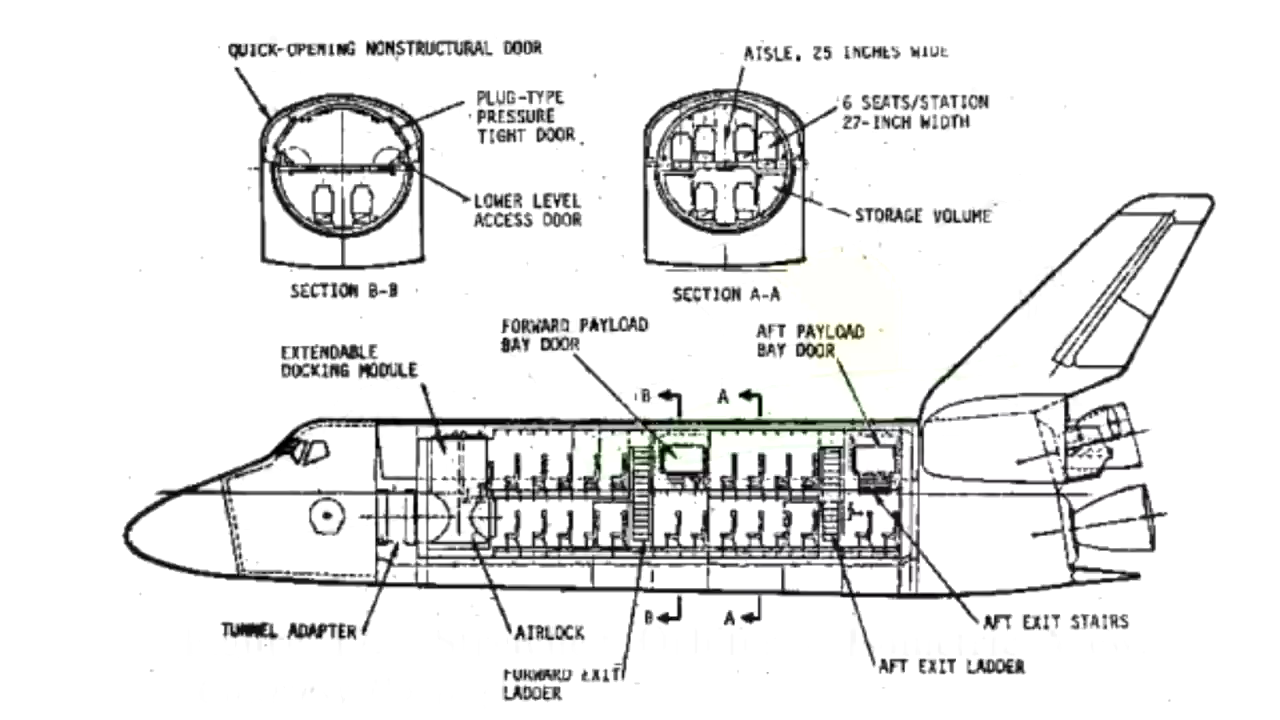 QUICK-OPENING NONSTRUCTURAL DOOR
AISLE, 25 INCHES WIDE
PLUG-TYPE
PRESSURE
TIGHT DOOR
6 SEATS/STATION
27-INCH WIDTH
LOWER LEVEL
ACCESS DOOR
STORAGE VOLUME
SECTION B-B
SECTION A-A
FORWARD PAYLOAD
BAY DOOR
AFT PAYLOAD
BAY DOOR
EXTENDABLE
DOCKING MODULE
B
A
B
A
TUNNEL ADAPTER
AIRLOCK
AFT EXIT STAIRS
FORWARD EXIT
LADDER
AFT EXIT LADDER